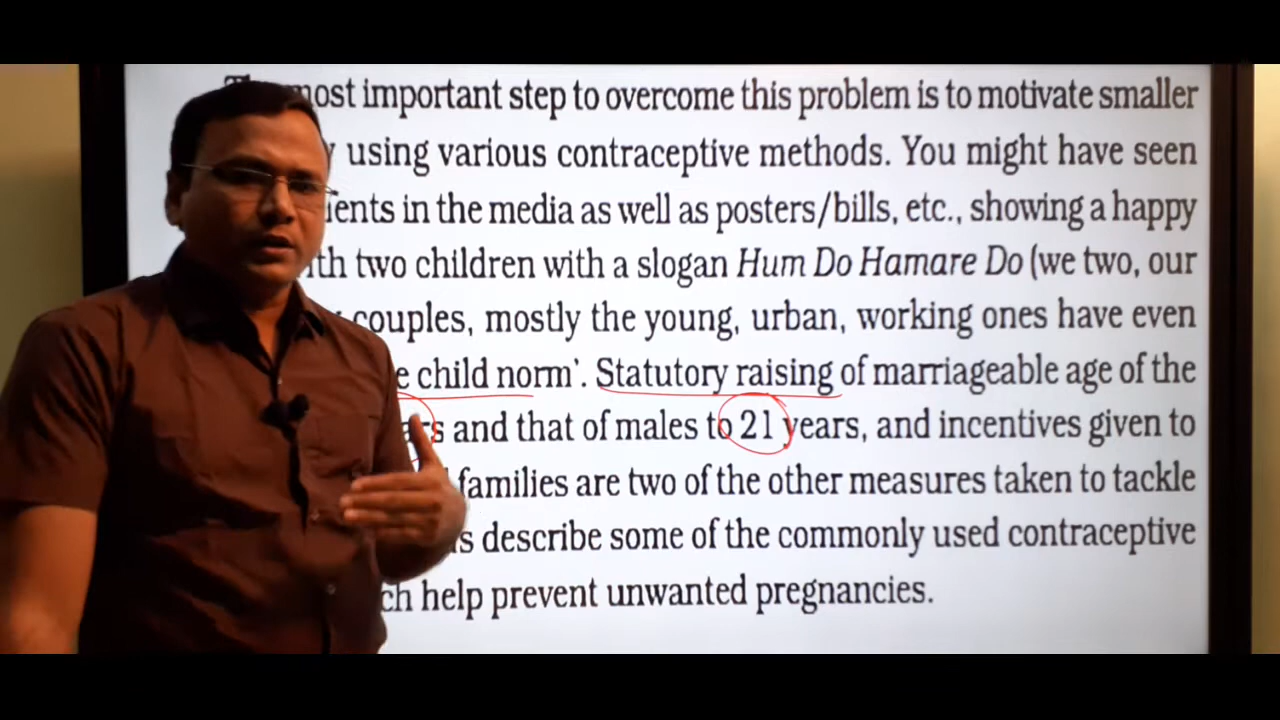 most important step to overcome this problem is to motivate smaller
using various contraceptive methods. You might have seen
in the media as well as posters/bills, etc., showing a happy
two children with a slogan Hum Do Hamare Do (we two, our
couples, mostly the young, urban, working ones have even
child norm'. Statutory raising of marriageable age of the
and that of males to 21 years, and incentives given to
families are two of the other measures taken to tackle
describe some of the commonly used contraceptive
help prevent unwanted pregnancies.